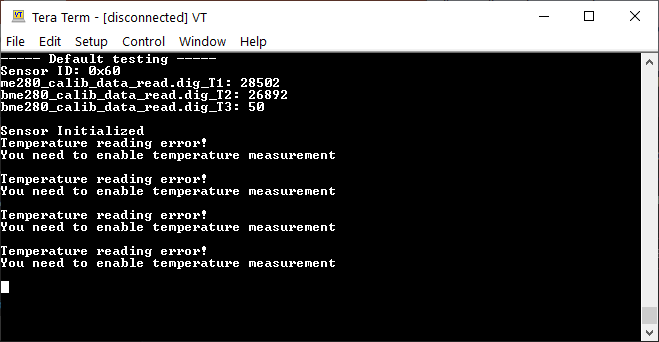 Tera Term - [disconnected] VT
File Edit Setup Control Window Help
----- Default testing -----
Sensor ID: 0x60
me280_calib_data_read.dig_T1: 28502
bme280_calib_data_read.dig_T2: 26892
bme280_calib_data_read.dig_T3: 50
Sensor Initialized
Temperature reading error!
You need to enable temperature measurement
Temperature reading error!
You need to enable temperature measurement
Temperature reading error!
You need to enable temperature measurement
Temperature reading error!
You need to enable temperature measurement